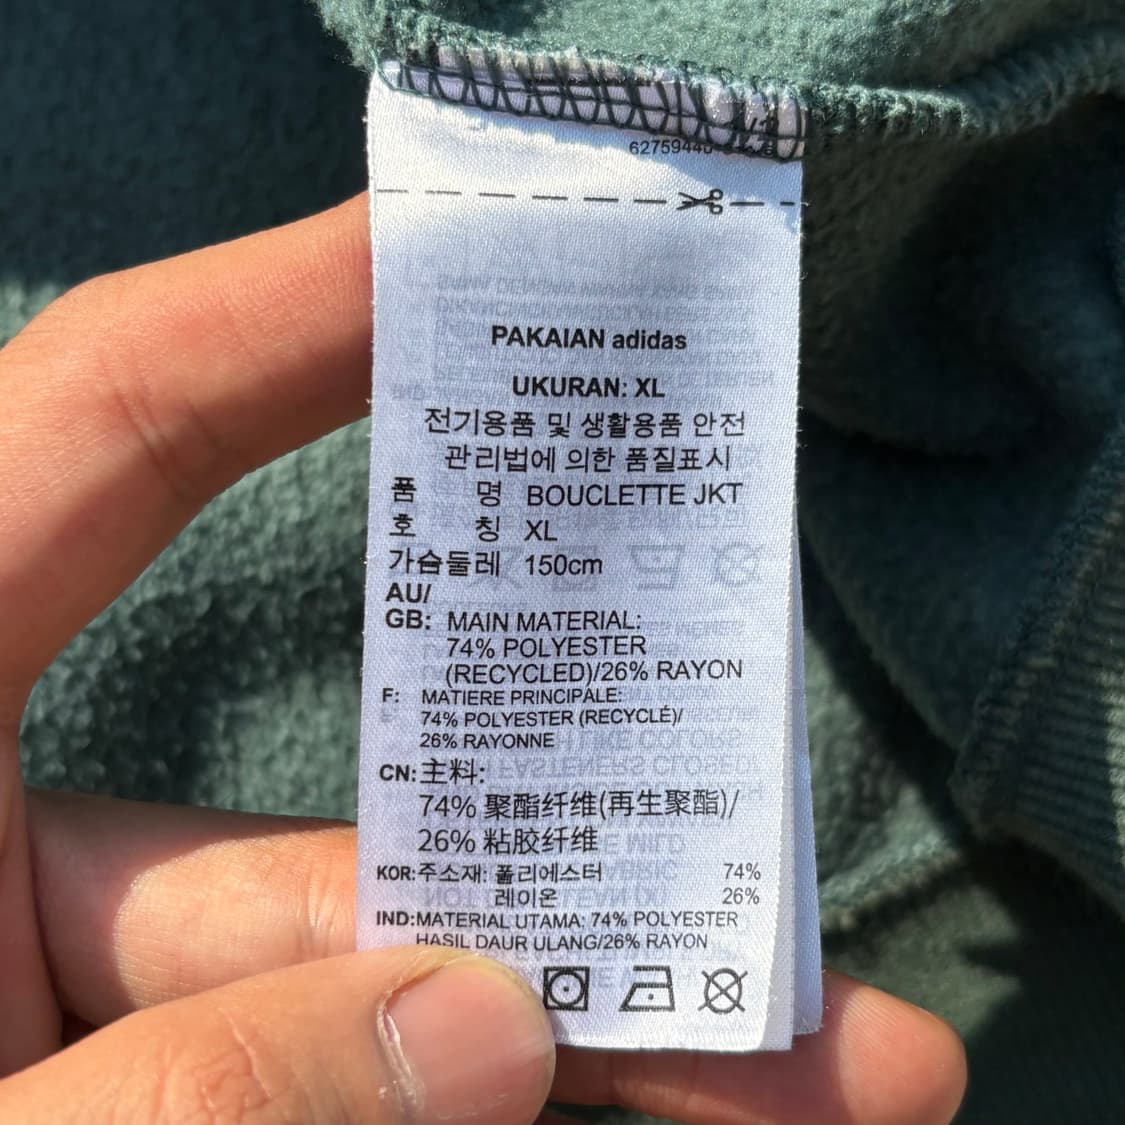 PAKAIAN adidas
UKURAN: XL
전기용품 및 생활용품 안전
관리법에 의한 품질표시
품 명 BOUCLETTE JKT
호 칭 XL
가슴둘레 150cm
AU/
GB: MAIN MATERIAL:
74% POLYESTER
(RECYCLED)/26% RAYON
F: MATIERE PRINCIPALE:
74% POLYESTER (RECYCLÉ)/
26% RAYONNE
CN: 主料:
74% 聚酯纤维(再生聚酯)/
26% 粘胶纤维
KOR: 주소재: 폴리에스터 74%
레이온 26%
IND: MATERIAL UTAMA: 74% POLYESTER
HASIL DAUR ULANG/26% RAYON